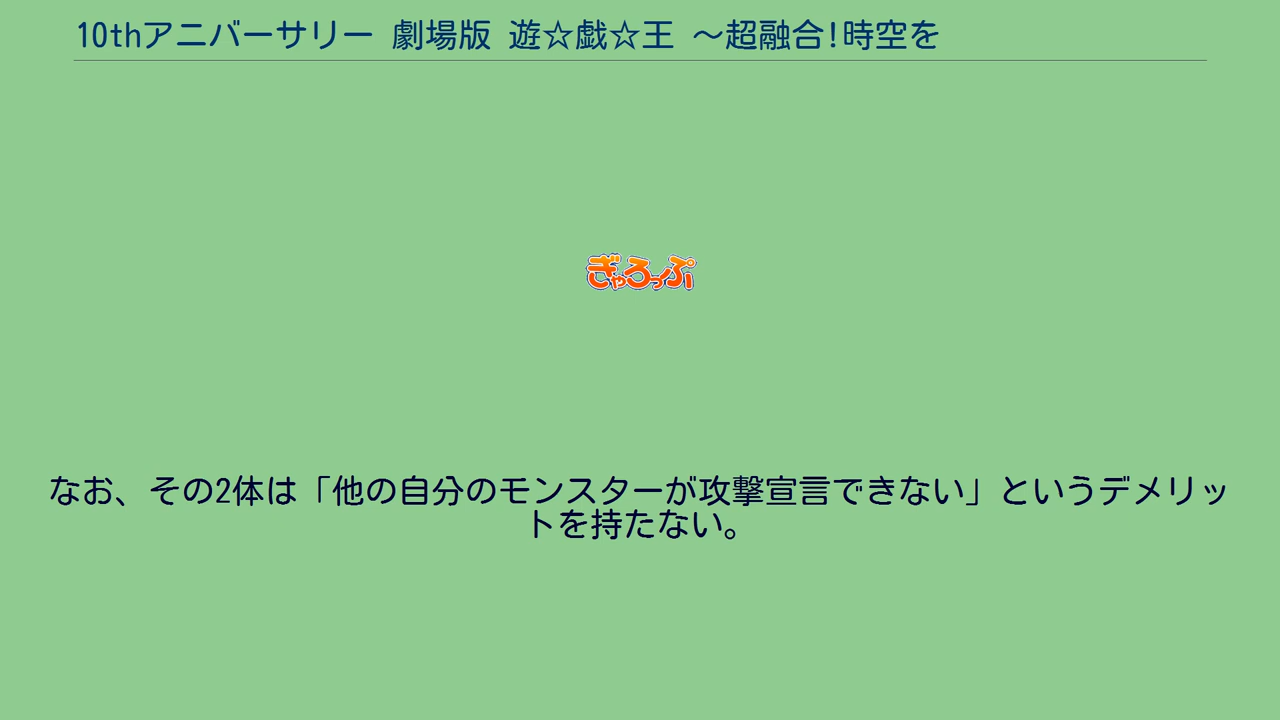 10thアニバーサリー 劇場版 遊☆戯☆王 ～超融合!時空を
ぎゃろっぷ
なお、その2体は「他の自分のモンスターが攻撃宣言できない」というデメリッ
トを持たない。